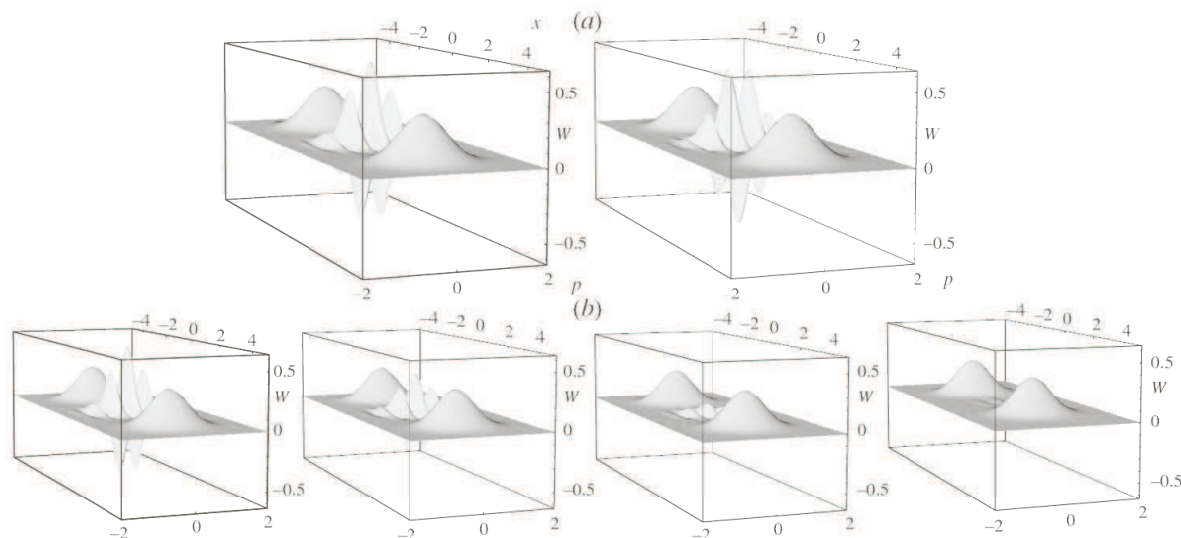 x (a)
−4 −2 0 2 4 −4 −2 0 2 4
0.5 0.5
W W
0 0
−0.5 −0.5
−2 0 2 −2 0 2
p p
(b)
−4 −2 0 2 4 −4 −2 0 2 4 −4 −2 0 2 4 −4 −2 0 2 4
0.5 0.5 0.5 0.5
W W W W
0 0 0 0
−0.5 −0.5 −0.5 −0.5
−2 0 2 −2 0 2 −2 0 2 −2 0 2